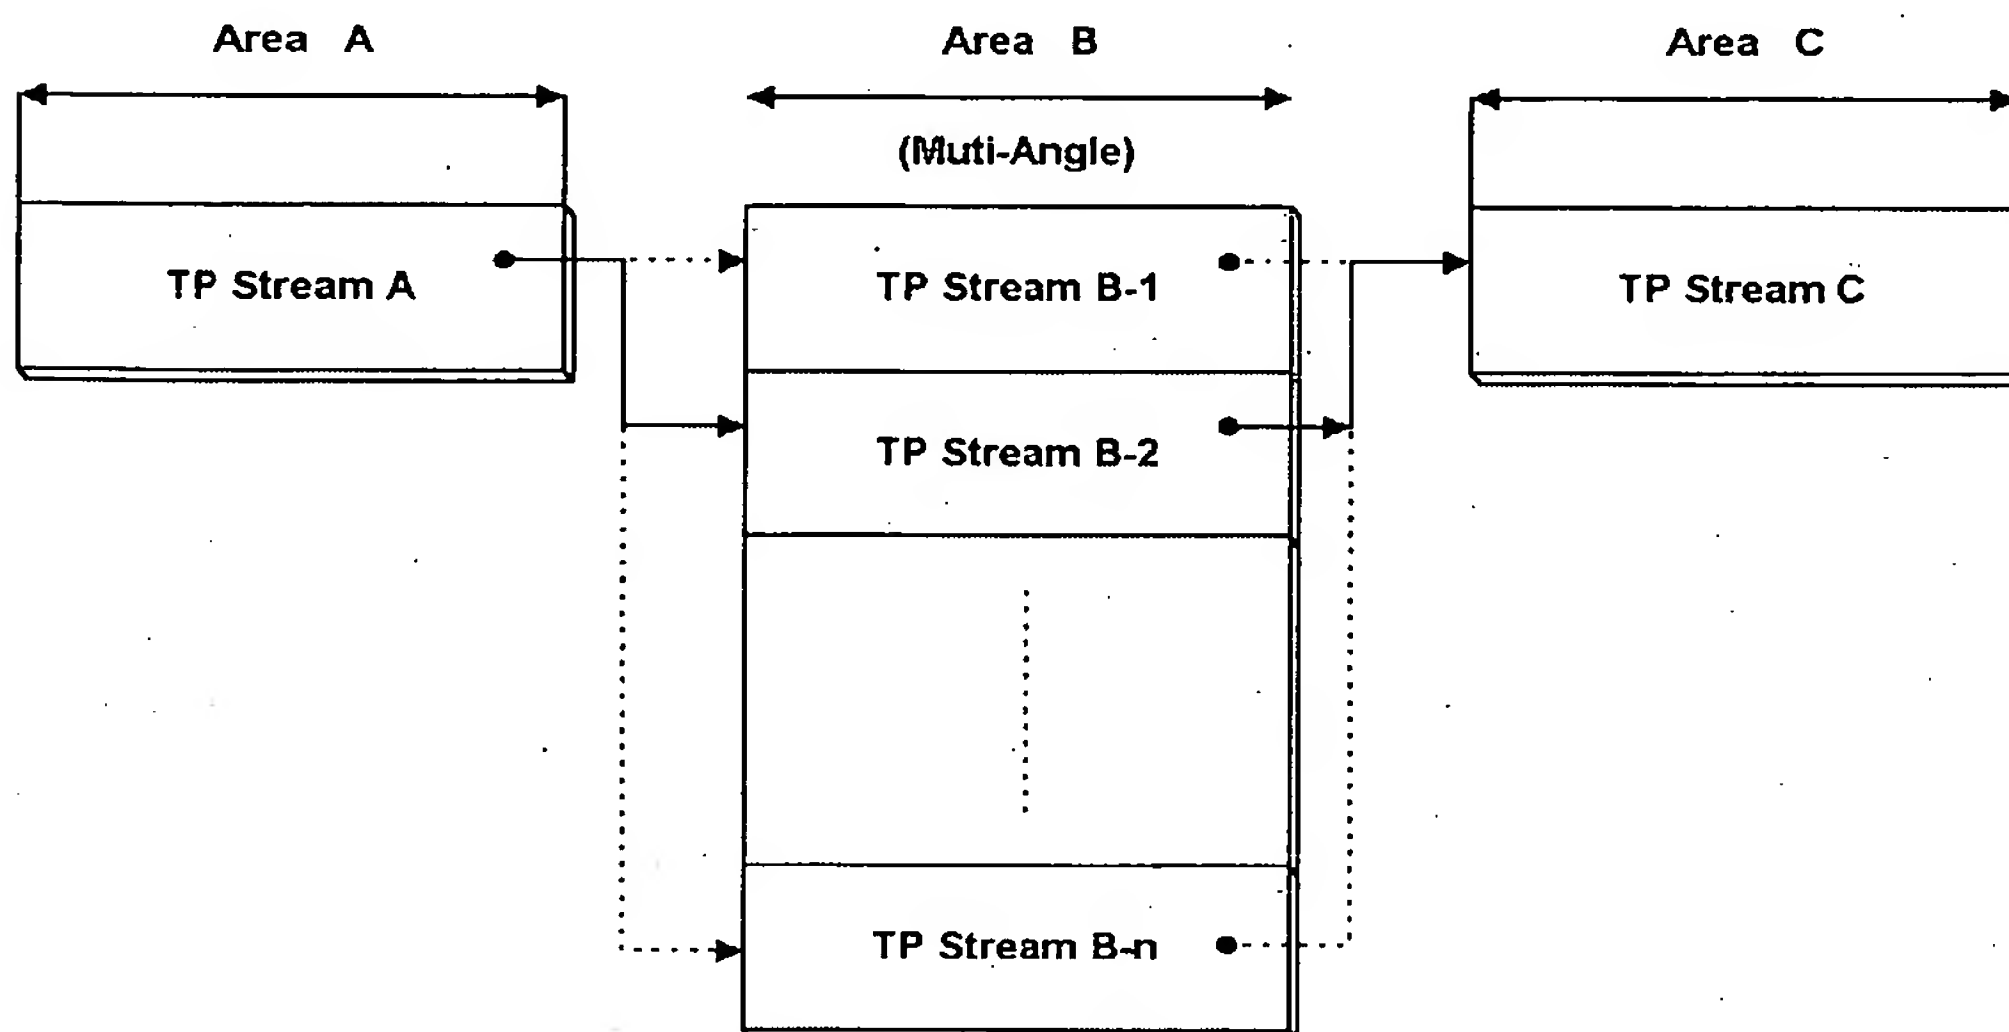 Area A
Area B
Area C
(Muti-Angle)
TP Stream A
TP Stream B-1
TP Stream C
TP Stream B-2
TP Stream B-n